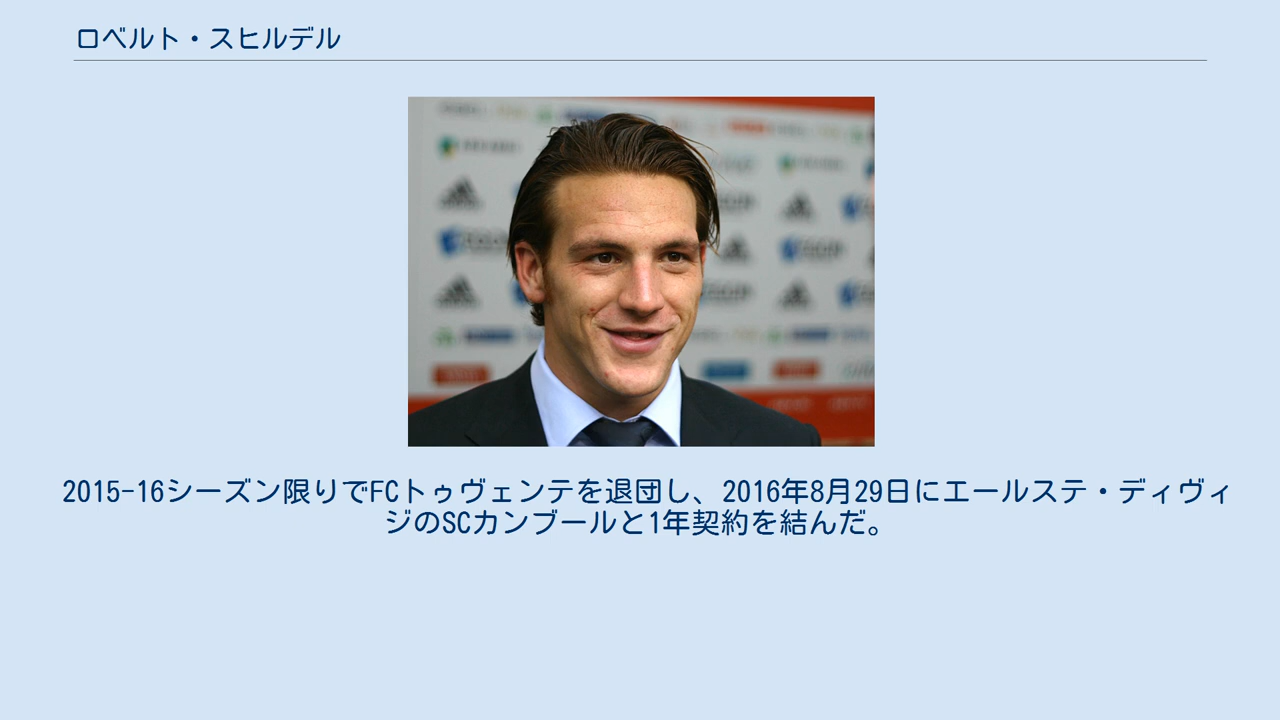 ロベルト・スヒルデル
2015-16シーズン限りでFCトゥヴェンテを退団し、2016年8月29日にエールステ・ディヴィ
ジのSCカンブールと1年契約を結んだ。